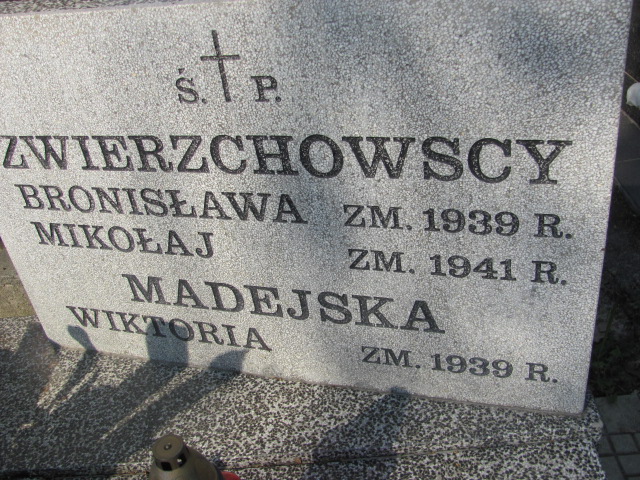 Ś. P.
ZWIERZCHOWSCY
BRONISŁAWA ZM. 1939 R.
MIKOŁAJ ZM. 1941 R.
MADEJSKA
WIKTORIA ZM. 1939 R.